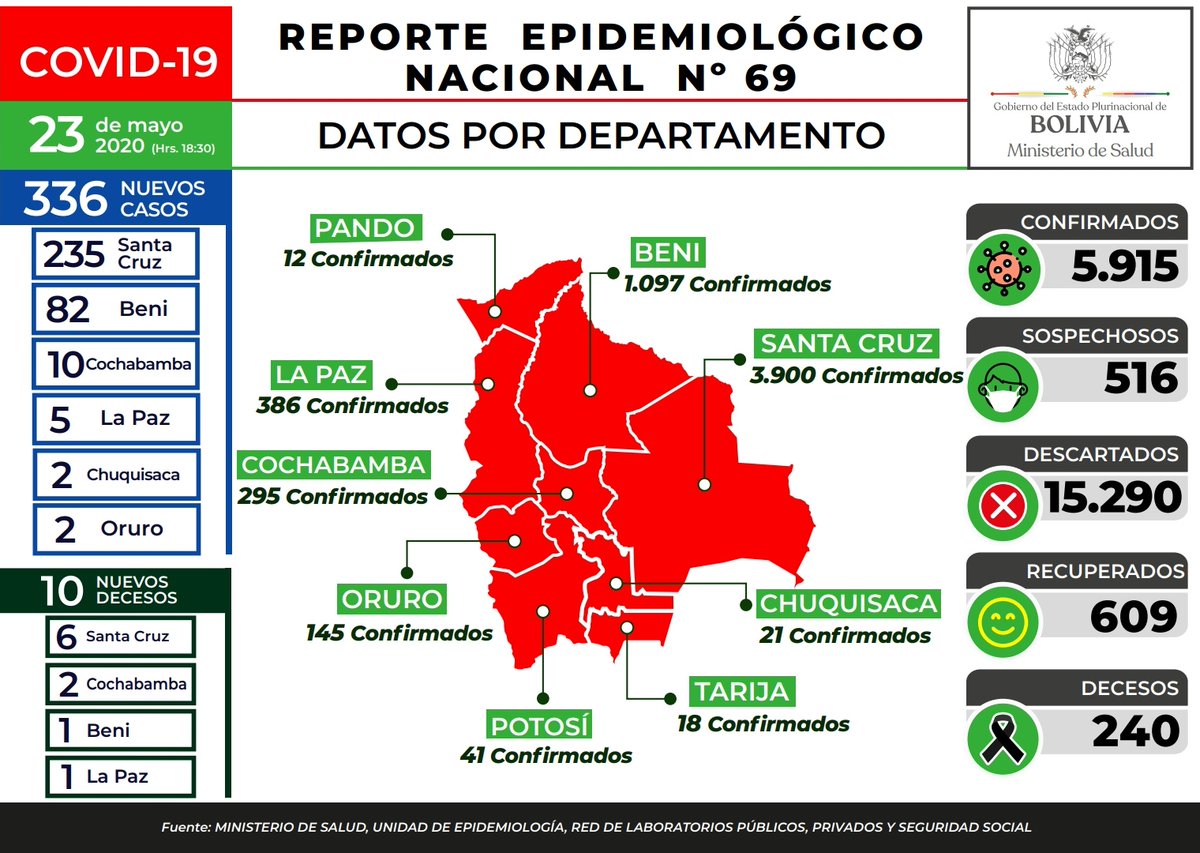 COVID-19
23 de mayo
2020 (Hrs. 18:30)
REPORTE EPIDEMIOLÓGICO
NACIONAL Nº 69
DATOS POR DEPARTAMENTO
Gobierno del Estado Plurinacional de
BOLIVIA
Ministerio de Salud
336 NUEVOS
CASOS
235 Santa
Cruz
82 Beni
10 Cochabamba
5 La Paz
2 Chuquisaca
2 Oruro
10 NUEVOS
DECESOS
6 Santa Cruz
2 Cochabamba
1 Beni
1 La Paz
PANDO
12 Confirmados
BENI
1.097 Confirmados
SANTA CRUZ
3.900 Confirmados
LA PAZ
386 Confirmados
COCHABAMBA
295 Confirmados
ORURO
145 Confirmados
CHUQUISACA
21 Confirmados
TARIJA
18 Confirmados
POTOSÍ
41 Confirmados
CONFIRMADOS
5.915
SOSPECHOSOS
516
DESCARTADOS
15.290
RECUPERADOS
609
DECESOS
240
Fuente: MINISTERIO DE SALUD, UNIDAD DE EPIDEMIOLOGÍA, RED DE LABORATORIOS PÚBLICOS, PRIVADOS Y SEGURIDAD SOCIAL